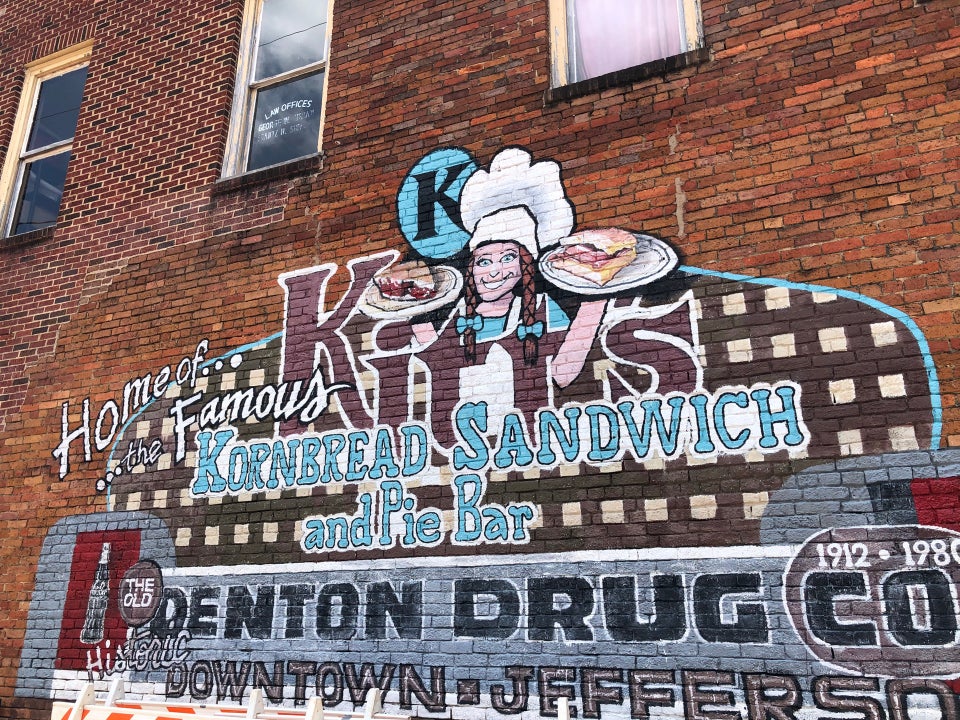 LAW OFFICES
K
Kitt's
Home of...
...the Famous
KORNBREAD SANDWICH
and Pie Bar
1912 • 198
THE OLD
DENTON DRUG CO
Historic
DOWNTOWN - JEFFERSO